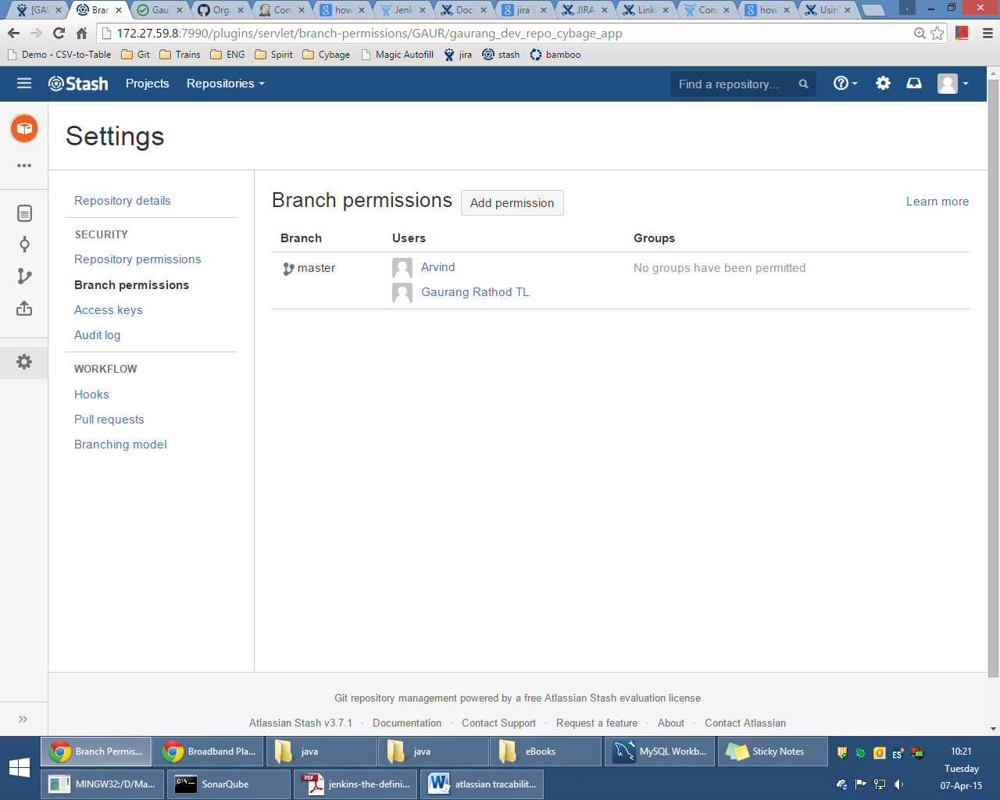 [GAU
Bran
Gau
Orga
Con
how
Jenk
Docu
jira s
JIRA
Link
Con
how
Usin
172.27.59.8:7990/plugins/servlet/branch-permissions/GAUR/gaurang_dev_repo_cybage_app
Demo - CSV-to-Table
Git
Trains
ENG
Spirit
Cybage
Magic Autofill
jira
stash
bamboo
Stash
Projects
Repositories
Find a repository...
Settings
Repository details
SECURITY
Repository permissions
Branch permissions
Access keys
Audit log
WORKFLOW
Hooks
Pull requests
Branching model
Branch permissions
Add permission
Learn more
Branch Users Groups
master
Arvind
No groups have been permitted
Gaurang Rathod TL
Git repository management powered by a free Atlassian Stash evaluation license
Atlassian Stash v3.7.1 · Documentation · Contact Support · Request a feature · About · Contact Atlassian
Branch Permis...
Broadband Pla...
java
java
eBooks
MySQL Workb...
Sticky Notes
MINGW32:/D/Ma...
SonarQube
jenkins-the-defini...
atlassian tracabilit...
10:21
Tuesday
07-Apr-15